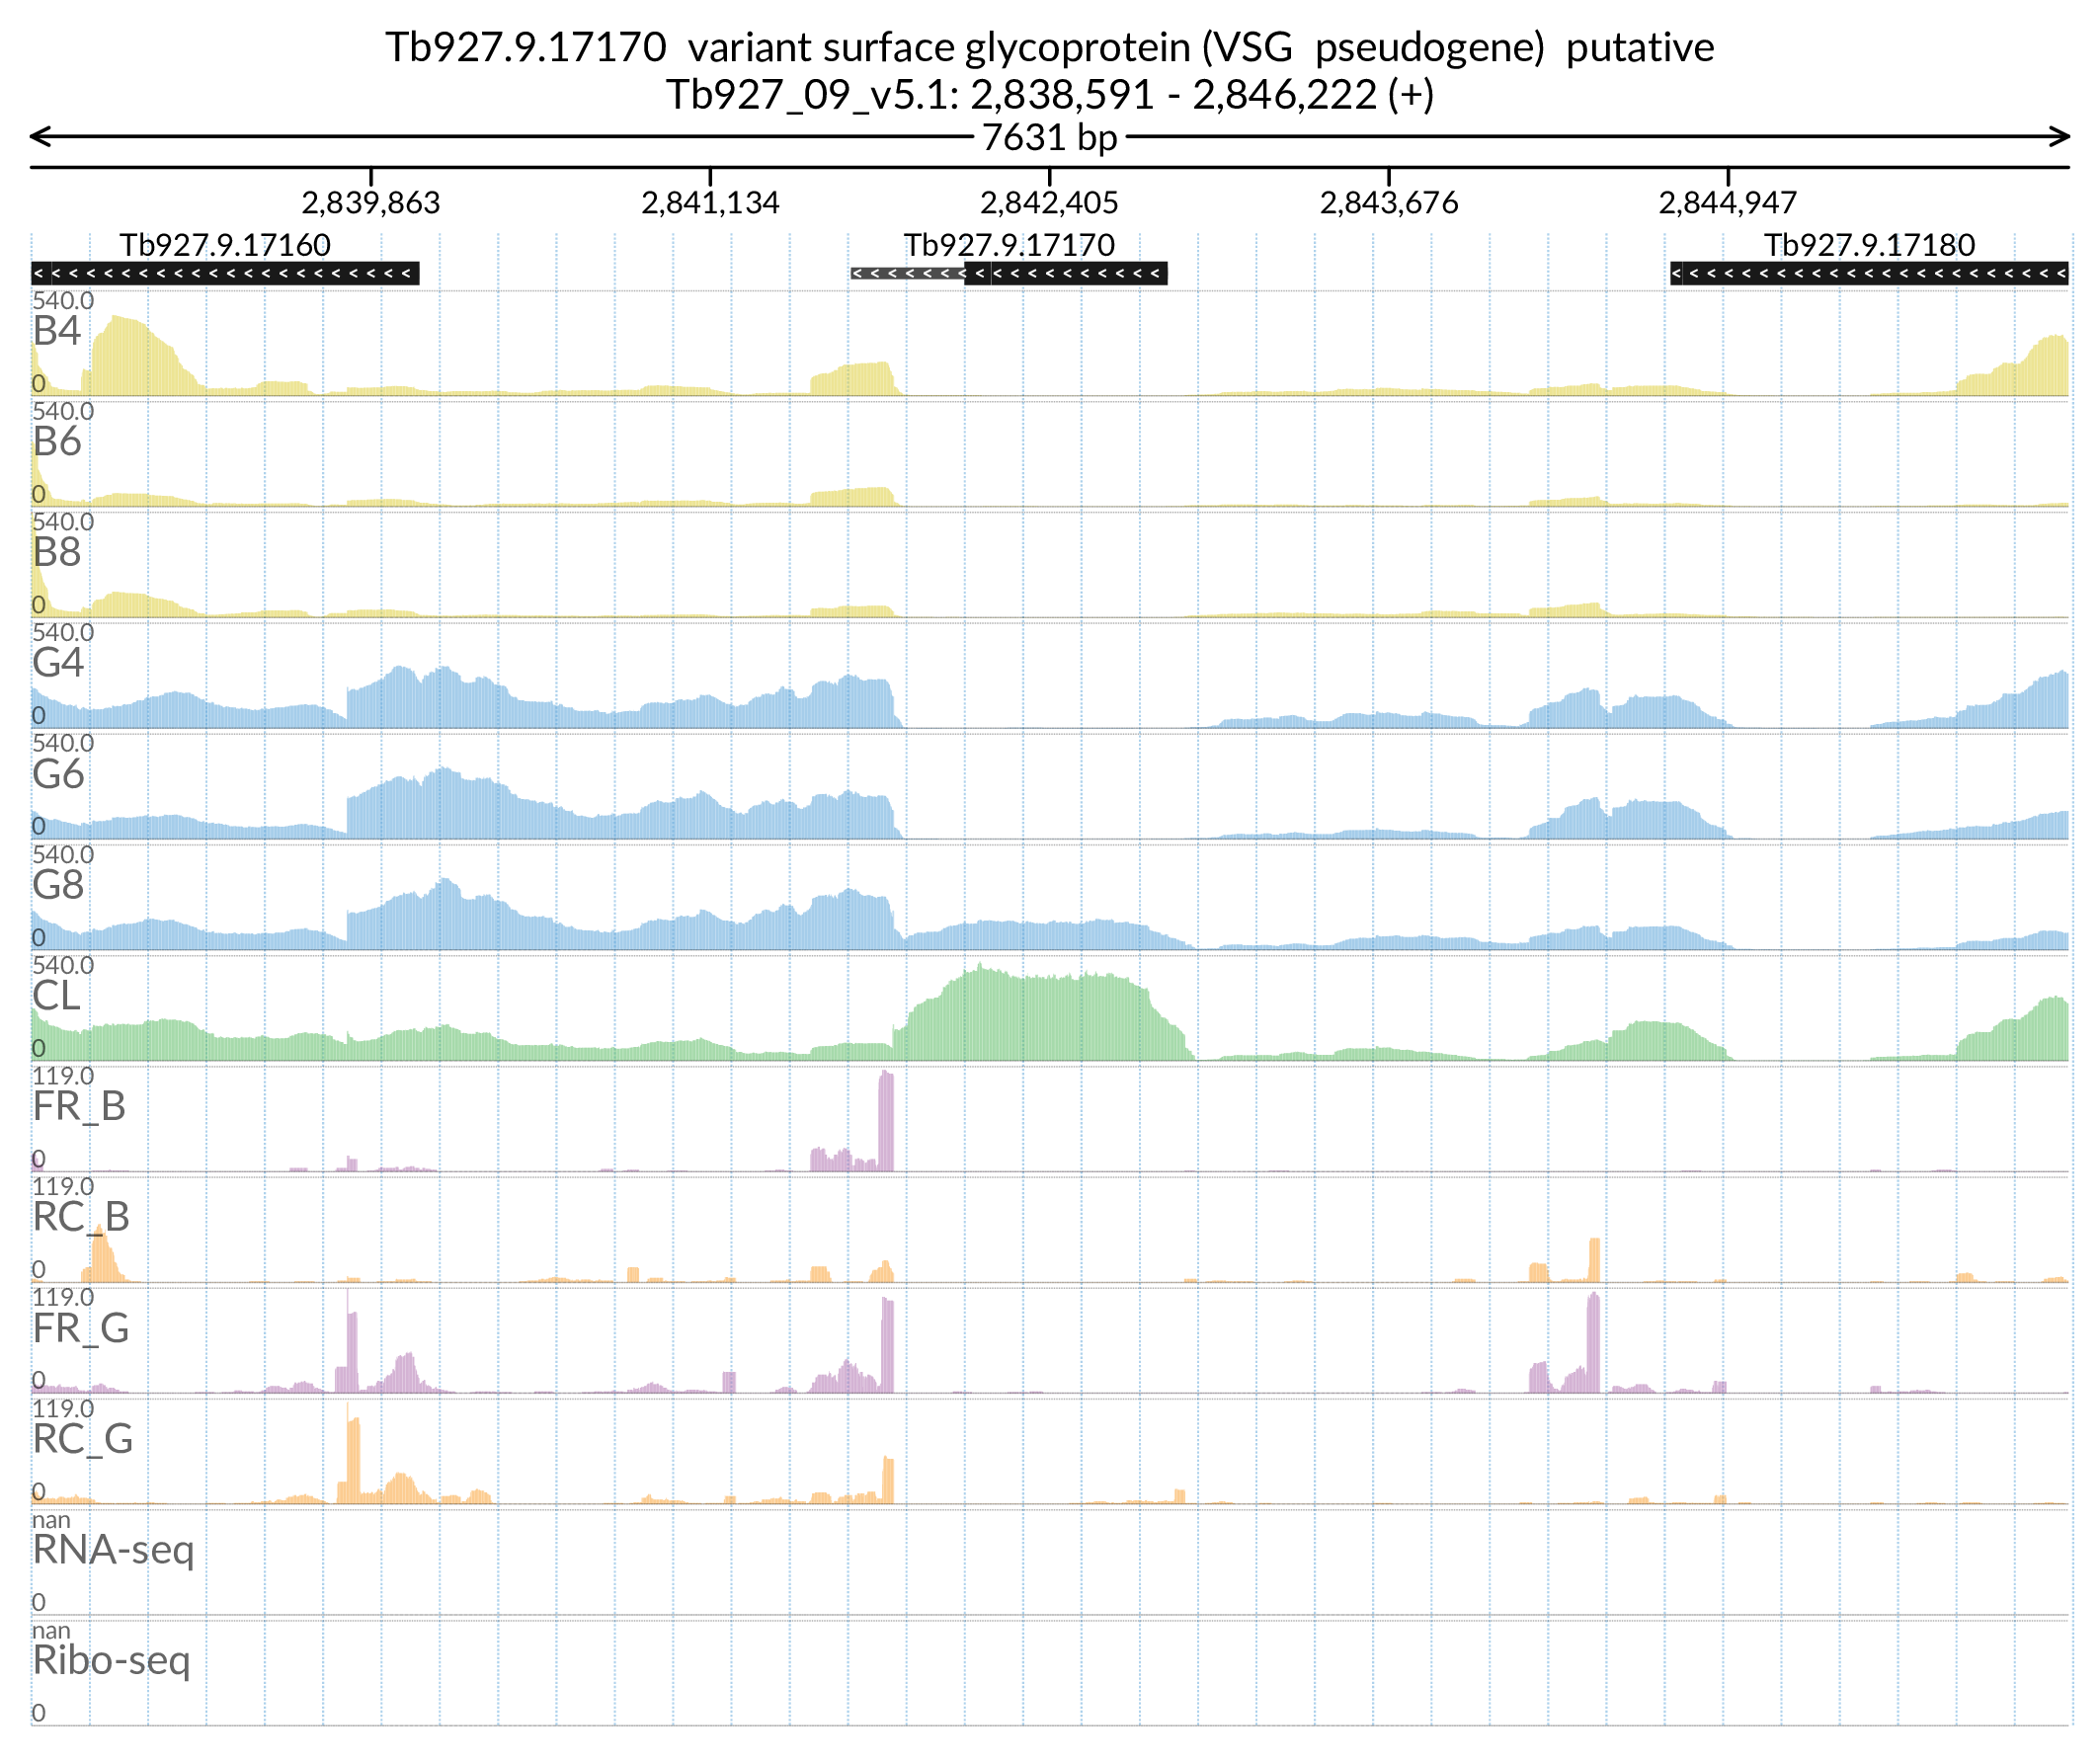 Tb927.9.17170 variant surface glycoprotein (VSG pseudogene) putative
Tb927_09_v5.1: 2,838,591 - 2,846,222 (+)
7631 bp
2,839,863 2,841,134 2,842,405 2,843,676 2,844,947
Tb927.9.17160 Tb927.9.17170 Tb927.9.17180
540.0
B4
0
540.0
B6
0
540.0
B8
0
540.0
G4
0
540.0
G6
0
540.0
G8
0
540.0
CL
0
119.0
FR_B
0
119.0
RC_B
0
119.0
FR_G
0
119.0
RC_G
0
nan
RNA-seq
0
nan
Ribo-seq
0